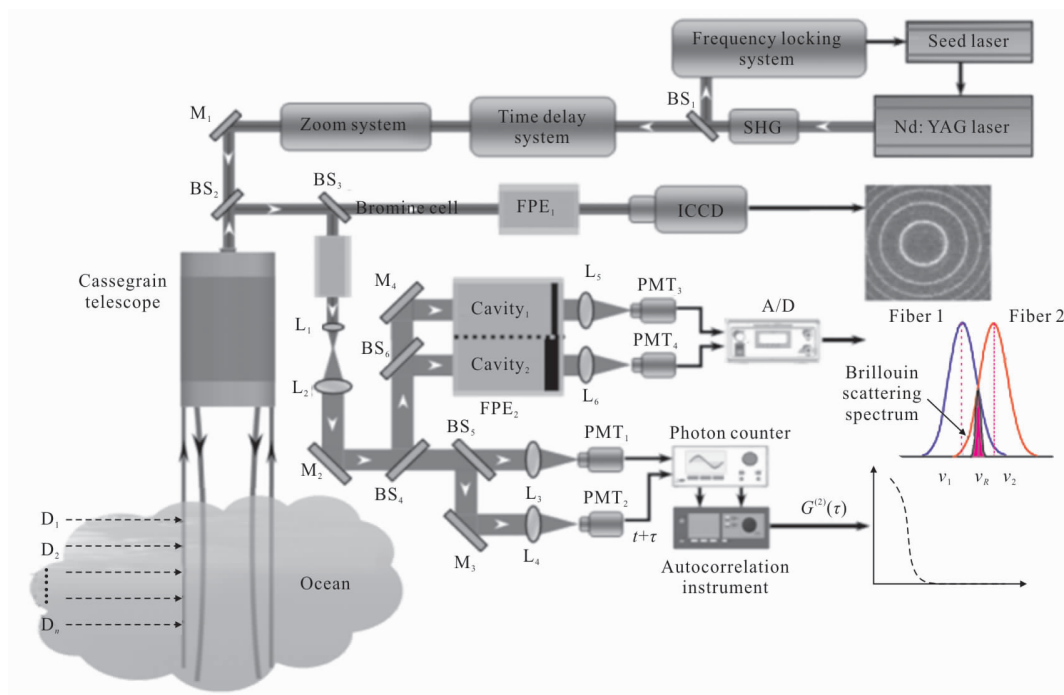 Frequency locking
system
Seed laser
BS₁
M₁
Zoom system
Time delay
system
SHG
Nd: YAG laser
BS₂
BS₃
Bromine cell
FPE₁
ICCD
Cassegrain
telescope
M₄
L₅
PMT₃
Cavity₁
A/D
L₁
Fiber 1
Fiber 2
BS₆
PMT₄
Cavity₂
L₂
L₆
Brillouin
scattering
spectrum
FPE₂
BS₅
PMT₁
Photon counter
M₂
BS₄
L₃
ν₁
ν_R
ν₂
PMT₂
D₁
G⁽²⁾(τ)
t+τ
M₃
L₄
D₂
Autocorrelation
instrument
Ocean
Dₙ